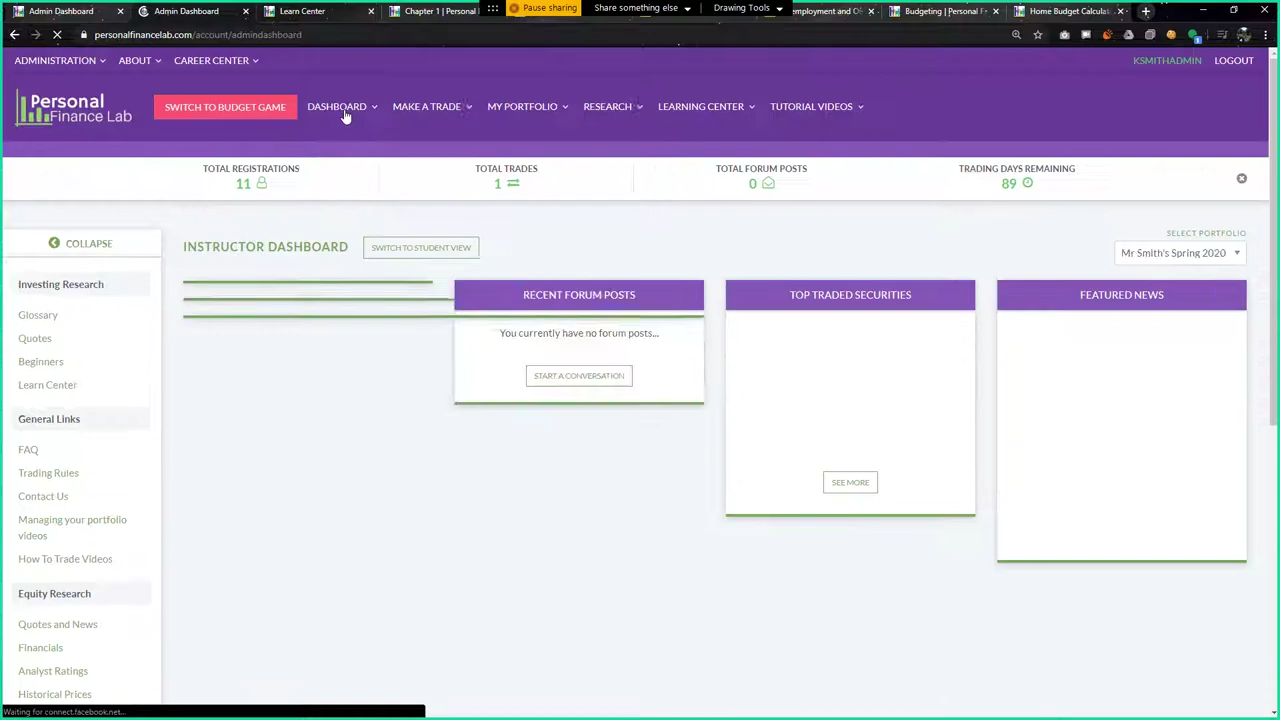 Admin Dashboard
Admin Dashboard
Learn Center
Chapter 1 | Personal
Pause sharing
Share something else
Drawing Tools
employment and O
Budgeting | Personal F
Home Budget Calcula
personalfinancelab.com/account/admindashboard
ADMINISTRATION
ABOUT
CAREER CENTER
KSMITHADMIN
LOGOUT
Personal
Finance Lab
SWITCH TO BUDGET GAME
DASHBOARD
MAKE A TRADE
MY PORTFOLIO
RESEARCH
LEARNING CENTER
TUTORIAL VIDEOS
TOTAL REGISTRATIONS
11
TOTAL TRADES
1
TOTAL FORUM POSTS
0
TRADING DAYS REMAINING
89
COLLAPSE
INSTRUCTOR DASHBOARD
SWITCH TO STUDENT VIEW
SELECT PORTFOLIO
Mr Smith's Spring 2020
Investing Research
Glossary
Quotes
Beginners
Learn Center
General Links
FAQ
Trading Rules
Contact Us
Managing your portfolio
videos
How To Trade Videos
Equity Research
Quotes and News
Financials
Analyst Ratings
Historical Prices
RECENT FORUM POSTS
You currently have no forum posts...
START A CONVERSATION
TOP TRADED SECURITIES
SEE MORE
FEATURED NEWS
Waiting for connect.facebook.net...